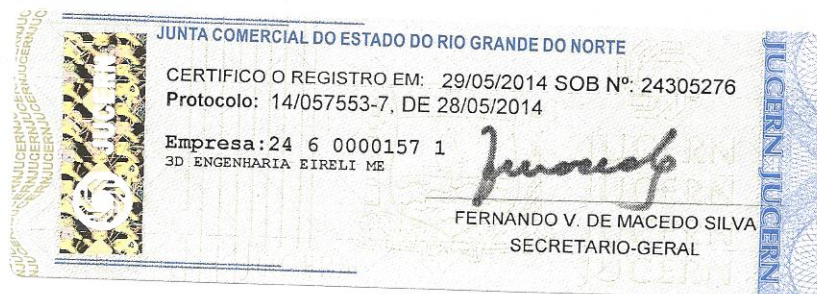 JUNTA COMERCIAL DO ESTADO DO RIO GRANDE DO NORTE
CERTIFICO O REGISTRO EM: 29/05/2014 SOB Nº: 24305276
Protocolo: 14/057553-7, DE 28/05/2014
Empresa:24 6 0000157 1
3D ENGENHARIA EIRELI ME
FERNANDO V. DE MACEDO SILVA
SECRETARIO-GERAL
JUCERN
JUCERN JUCERN